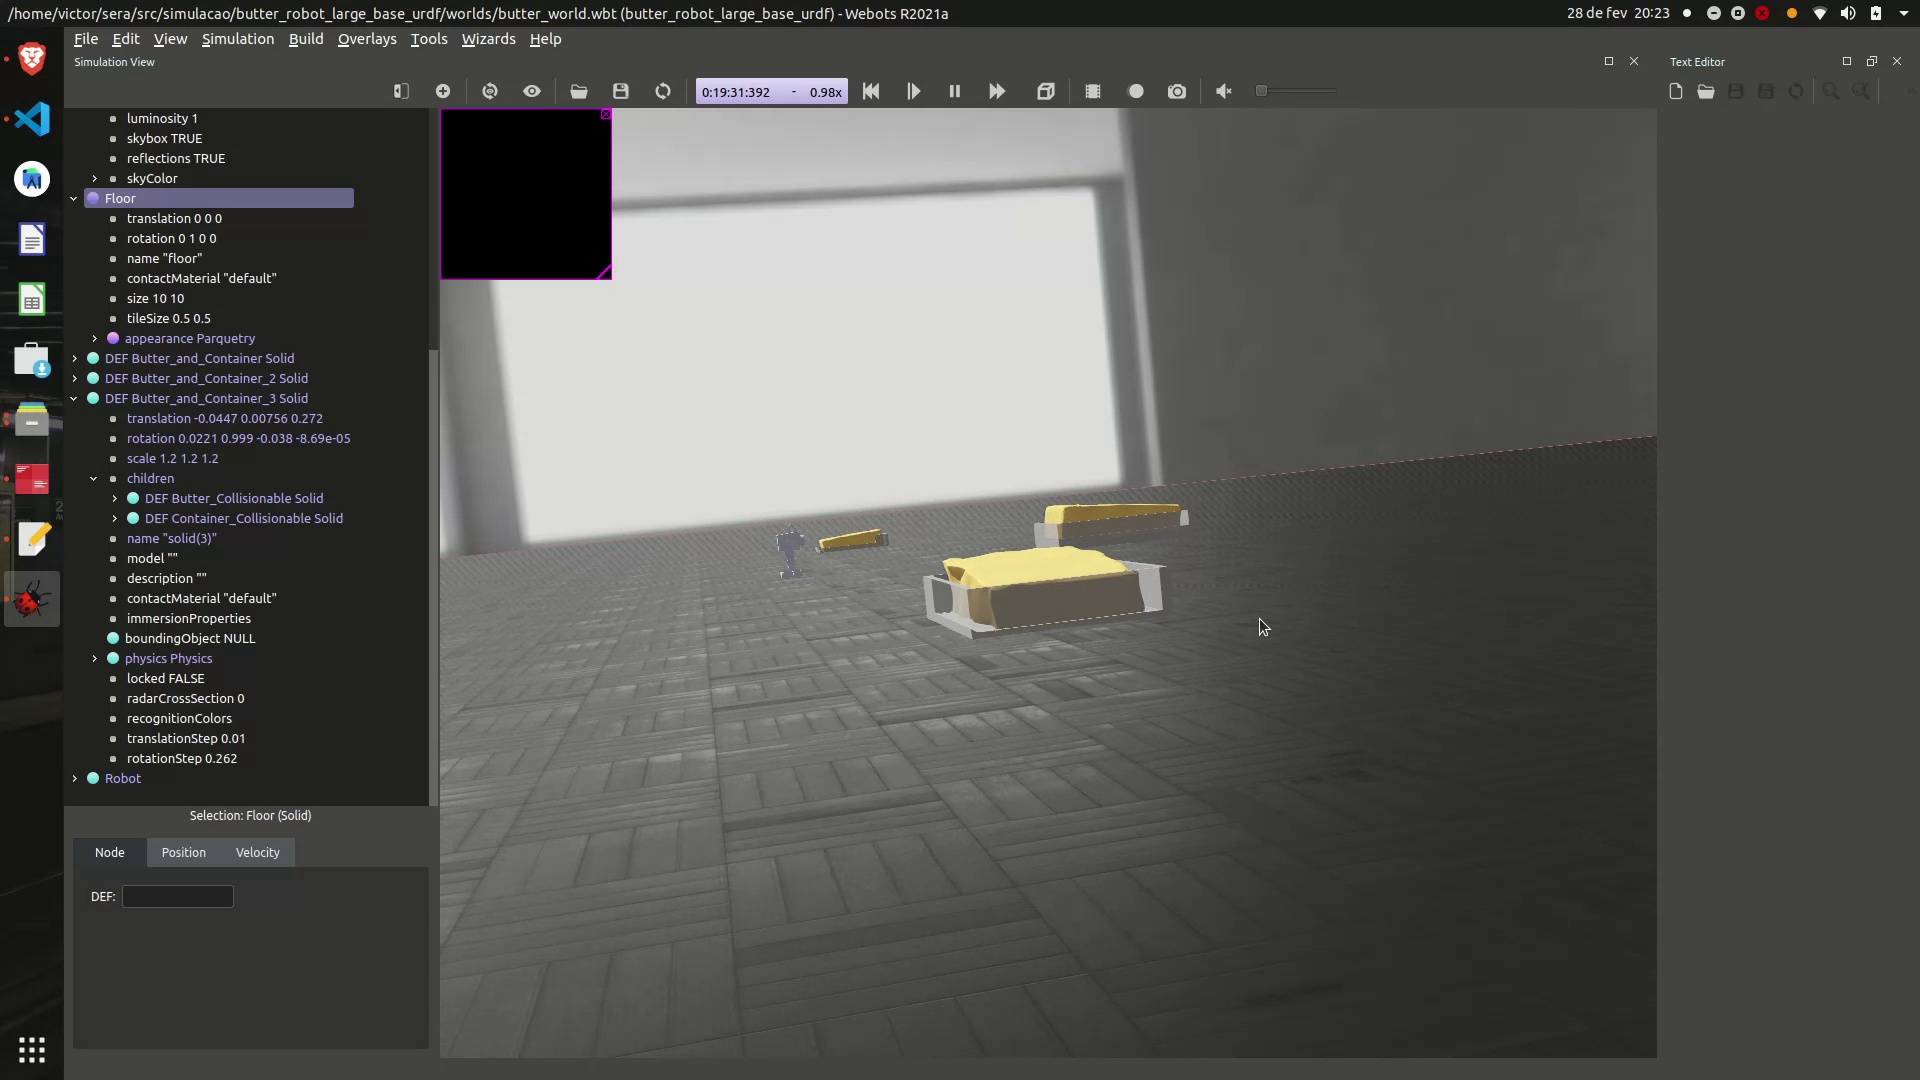 /home/victor/sera/src/simulacao/butter_robot_large_base_urdf/worlds/butter_world.wbt (butter_robot_large_base_urdf) - Webots R2021a
28 de fev 20:23
File Edit View Simulation Build Overlays Tools Wizards Help
Simulation View
Text Editor
0:19:31:392 - 0.98x
luminosity 1
skybox TRUE
reflections TRUE
skyColor
Floor
translation 0 0 0
rotation 0 1 0 0
name "floor"
contactMaterial "default"
size 10 10
tileSize 0.5 0.5
appearance Parquetry
DEF Butter_and_Container Solid
DEF Butter_and_Container_2 Solid
DEF Butter_and_Container_3 Solid
translation -0.0447 0.00756 0.272
rotation 0.0221 0.999 -0.038 -8.69e-05
scale 1.2 1.2 1.2
children
DEF Butter_Collisionable Solid
DEF Container_Collisionable Solid
name "solid(3)"
model ""
description ""
contactMaterial "default"
immersionProperties
boundingObject NULL
physics Physics
locked FALSE
radarCrossSection 0
recognitionColors
translationStep 0.01
rotationStep 0.262
Robot
Selection: Floor (Solid)
Node Position Velocity
DEF: